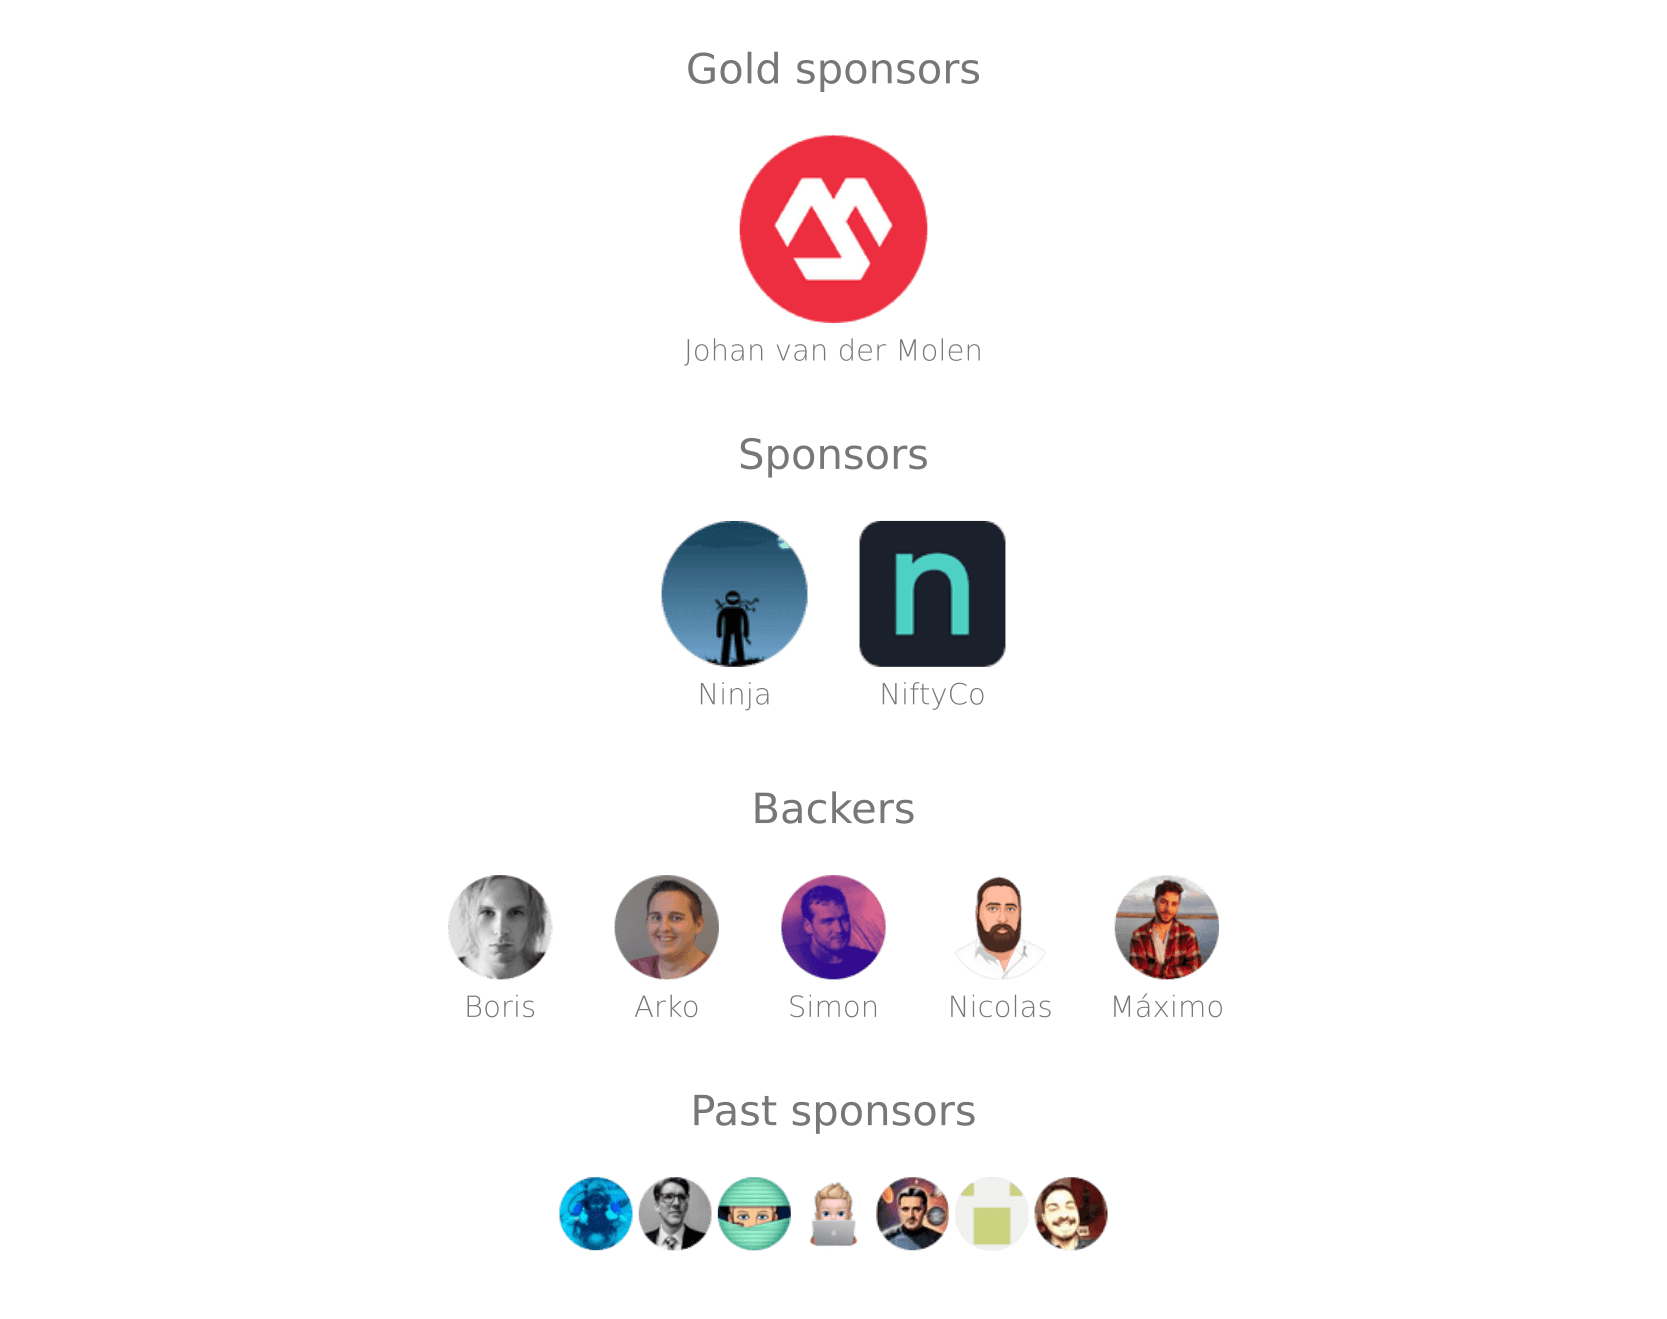 Gold sponsors
Johan van der Molen
Sponsors
n
Ninja
NiftyCo
Backers
Boris
Arko
Simon
Nicolas
Máximo
Past sponsors